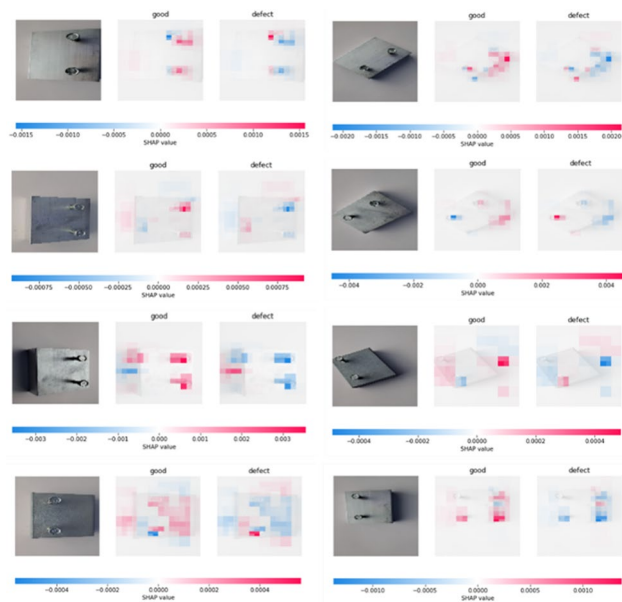 good defect
−0.0015 −0.0010 −0.0005 0.0000 0.0005 0.0010 0.0015
SHAP value
good defect
−0.0020 −0.0015 −0.0010 −0.0005 0.0000 0.0005 0.0010 0.0015 0.0020
SHAP value
good defect
−0.00075 −0.00050 −0.00025 0.00000 0.00025 0.00050 0.00075
SHAP value
good defect
−0.004 −0.002 0.000 0.002 0.004
SHAP value
good defect
−0.003 −0.002 −0.001 0.000 0.001 0.002 0.003
SHAP value
good defect
−0.0004 −0.0002 0.0000 0.0002 0.0004
SHAP value
good defect
−0.0004 −0.0002 0.0000 0.0002 0.0004
SHAP value
good defect
−0.0010 −0.0005 0.0000 0.0005 0.0010
SHAP value